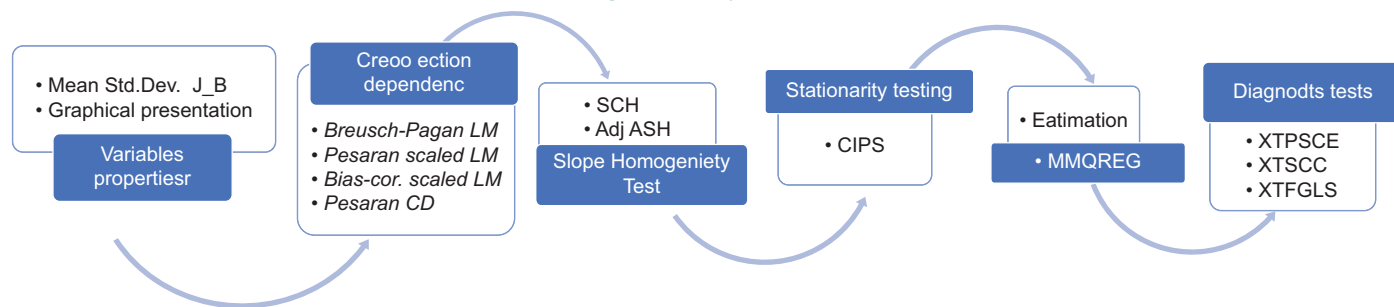 • Mean Std.Dev. J_B
• Graphical presentation
Variables
propertiesr
Creoo ection
dependenc
• Breusch-Pagan LM
• Pesaran scaled LM
• Bias-cor. scaled LM
• Pesaran CD
• SCH
• Adj ASH
Slope Homogeniety
Test
Stationarity testing
• CIPS
• Eatimation
• MMQREG
Diagnodts tests
• XTPSCE
• XTSCC
• XTFGLS